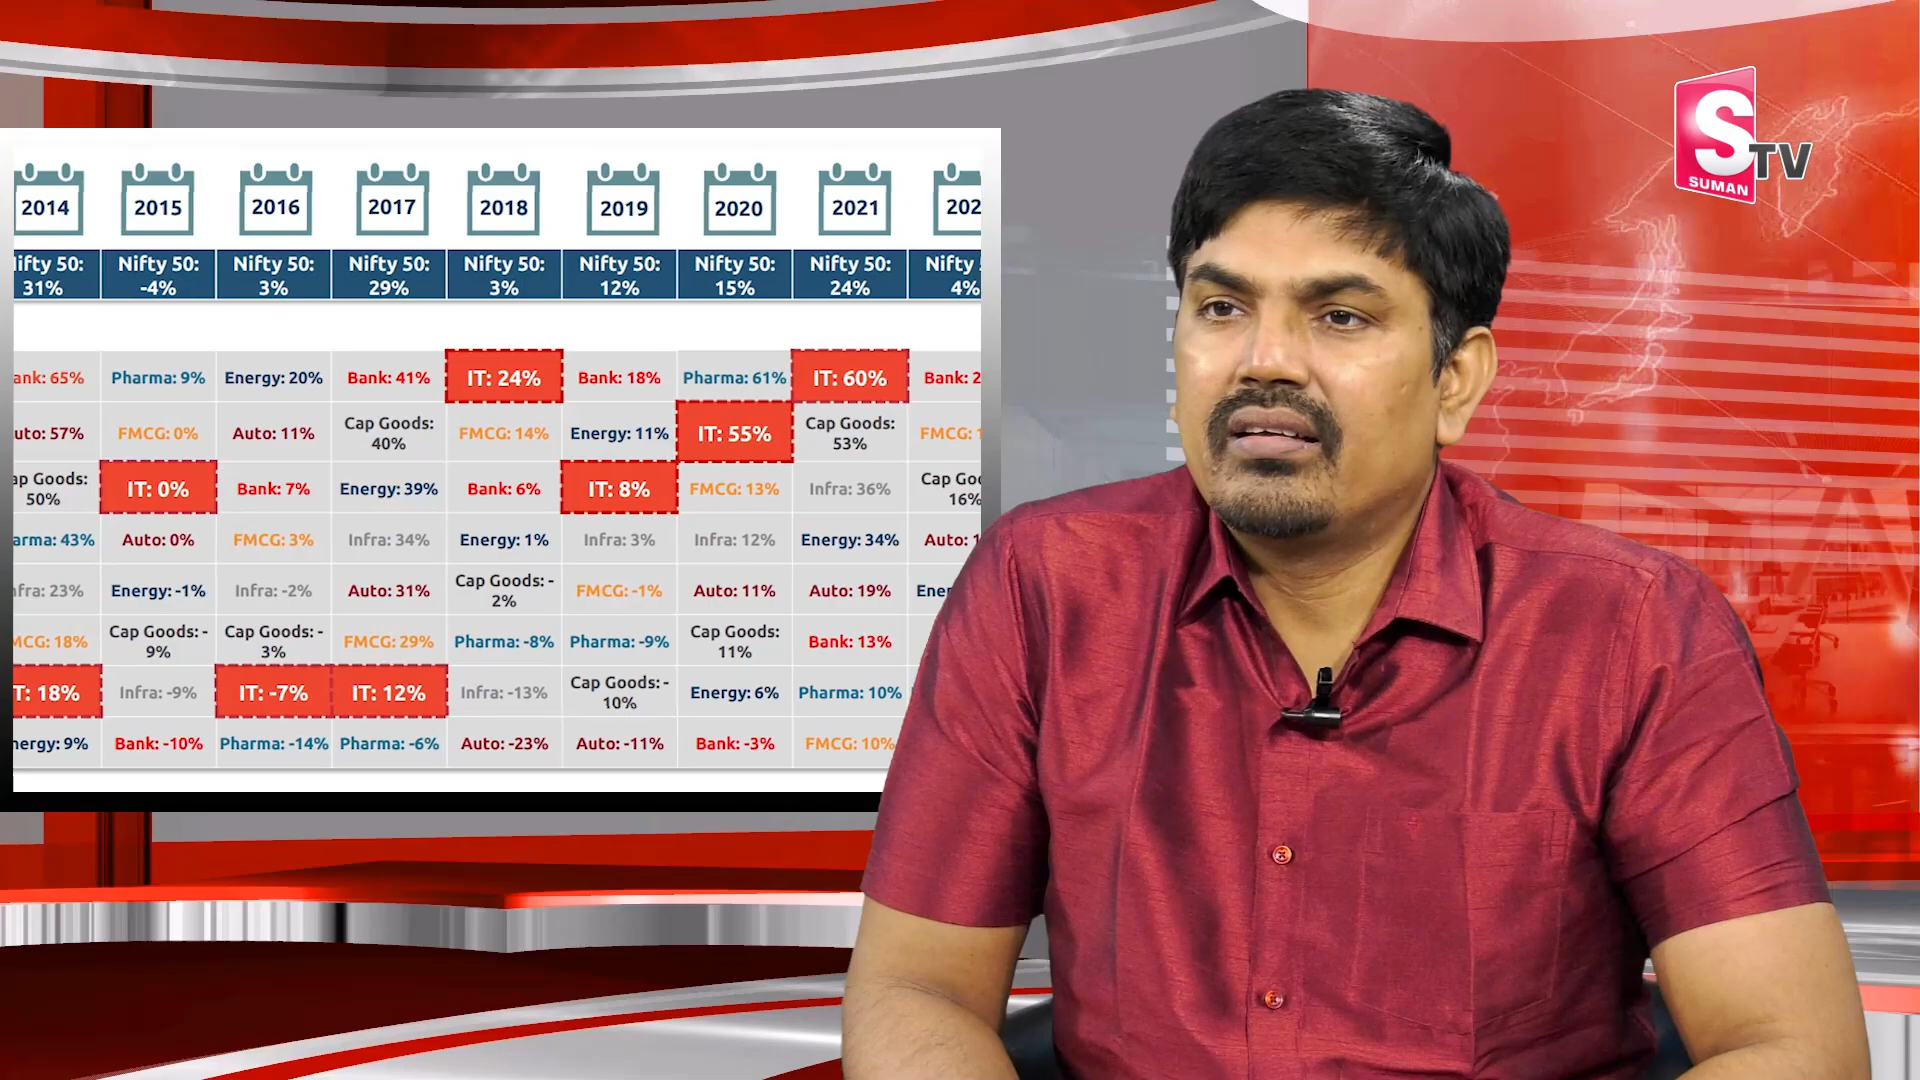 2014 2015 2016 2017 2018 2019 2020 2021 202
ifty 50: Nifty 50: Nifty 50: Nifty 50: Nifty 50: Nifty 50: Nifty 50: Nifty 50: Nifty
31% -4% 3% 29% 3% 12% 15% 24% 4%
ank: 65% Pharma: 9% Energy: 20% Bank: 41% IT: 24% Bank: 18% Pharma: 61% IT: 60% Bank: 2
uto: 57% FMCG: 0% Auto: 11% Cap Goods: 40% FMCG: 14% Energy: 11% IT: 55% Cap Goods: 53% FMCG: 1
ap Goods: 50% IT: 0% Bank: 7% Energy: 39% Bank: 6% IT: 8% FMCG: 13% Infra: 36% Cap Go 16%
arma: 43% Auto: 0% FMCG: 3% Infra: 34% Energy: 1% Infra: 3% Infra: 12% Energy: 34% Auto: 1
nfra: 23% Energy: -1% Infra: -2% Auto: 31% Cap Goods: -2% FMCG: -1% Auto: 11% Auto: 19% Ener
MCG: 18% Cap Goods: -9% Cap Goods: -3% FMCG: 29% Pharma: -8% Pharma: -9% Cap Goods: 11% Bank: 13%
T: 18% Infra: -9% IT: -7% IT: 12% Infra: -13% Cap Goods: -10% Energy: 6% Pharma: 10%
nergy: 9% Bank: -10% Pharma: -14% Pharma: -6% Auto: -23% Auto: -11% Bank: -3% FMCG: 10%
S TV
SUMAN